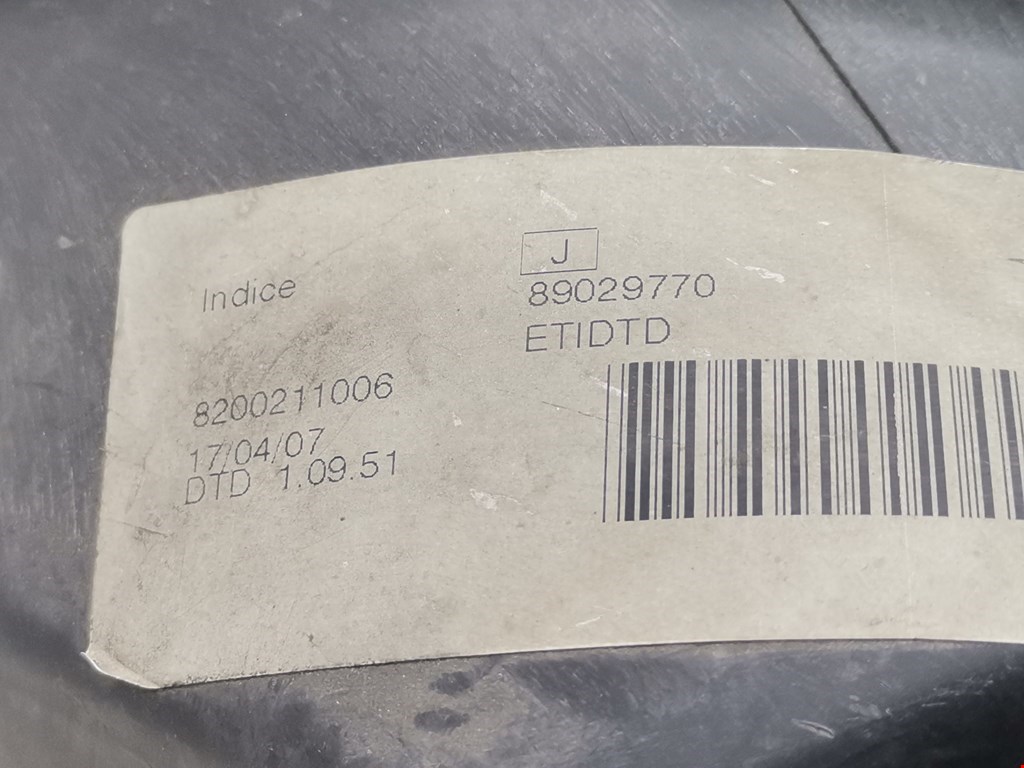 Indice
J
89029770
ETIDTD
8200211006
17/04/07
DTD 1.09.51